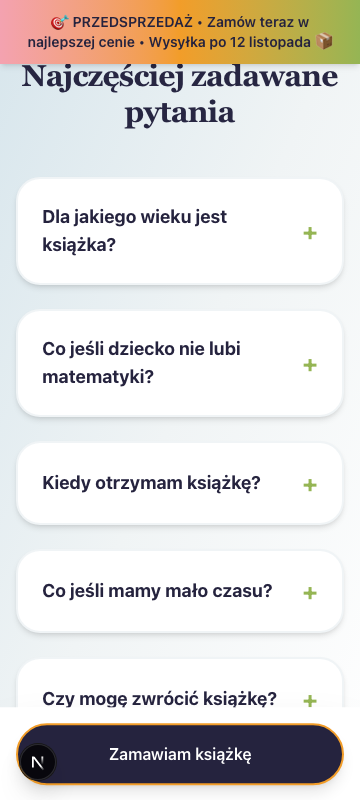 🎯 PRZEDSPRZEDAŻ • Zamów teraz w
najlepszej cenie • Wysyłka po 12 listopada 📦
Najczęściej zadawane
pytania
Dla jakiego wieku jest
książka?
+
Co jeśli dziecko nie lubi
matematyki?
+
Kiedy otrzymam książkę?
+
Co jeśli mamy mało czasu?
+
Czy mogę zwrócić książkę?
+
Zamawiam książkę
N